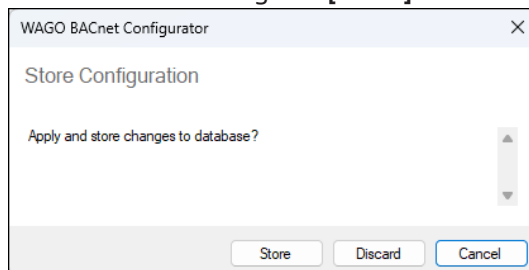 WAGO BACnet Configurator
Store Configuration
Apply and store changes to database?
Store Discard Cancel